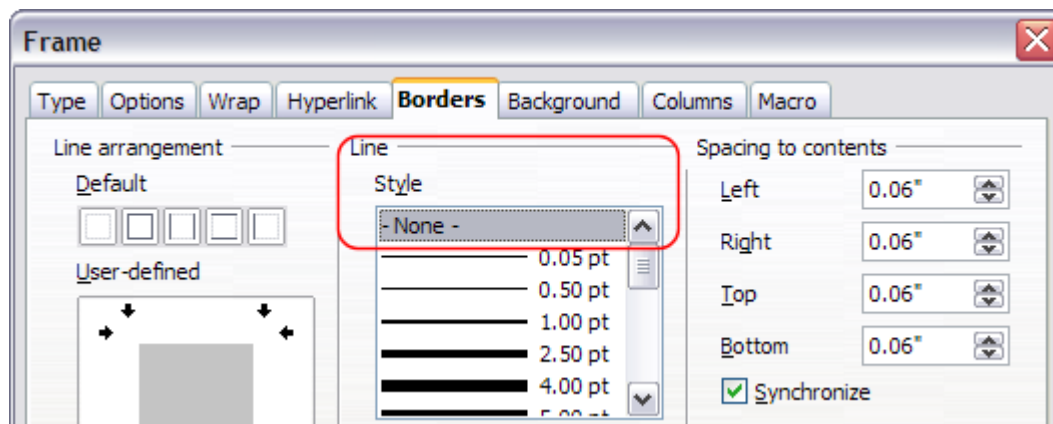 Frame
Type Options Wrap Hyperlink Borders Background Columns Macro
Line arrangement
Default
User-defined
Line
Style
- None -
0.05 pt
0.50 pt
1.00 pt
2.50 pt
4.00 pt
Spacing to contents
Left 0.06"
Right 0.06"
Top 0.06"
Bottom 0.06"
Synchronize